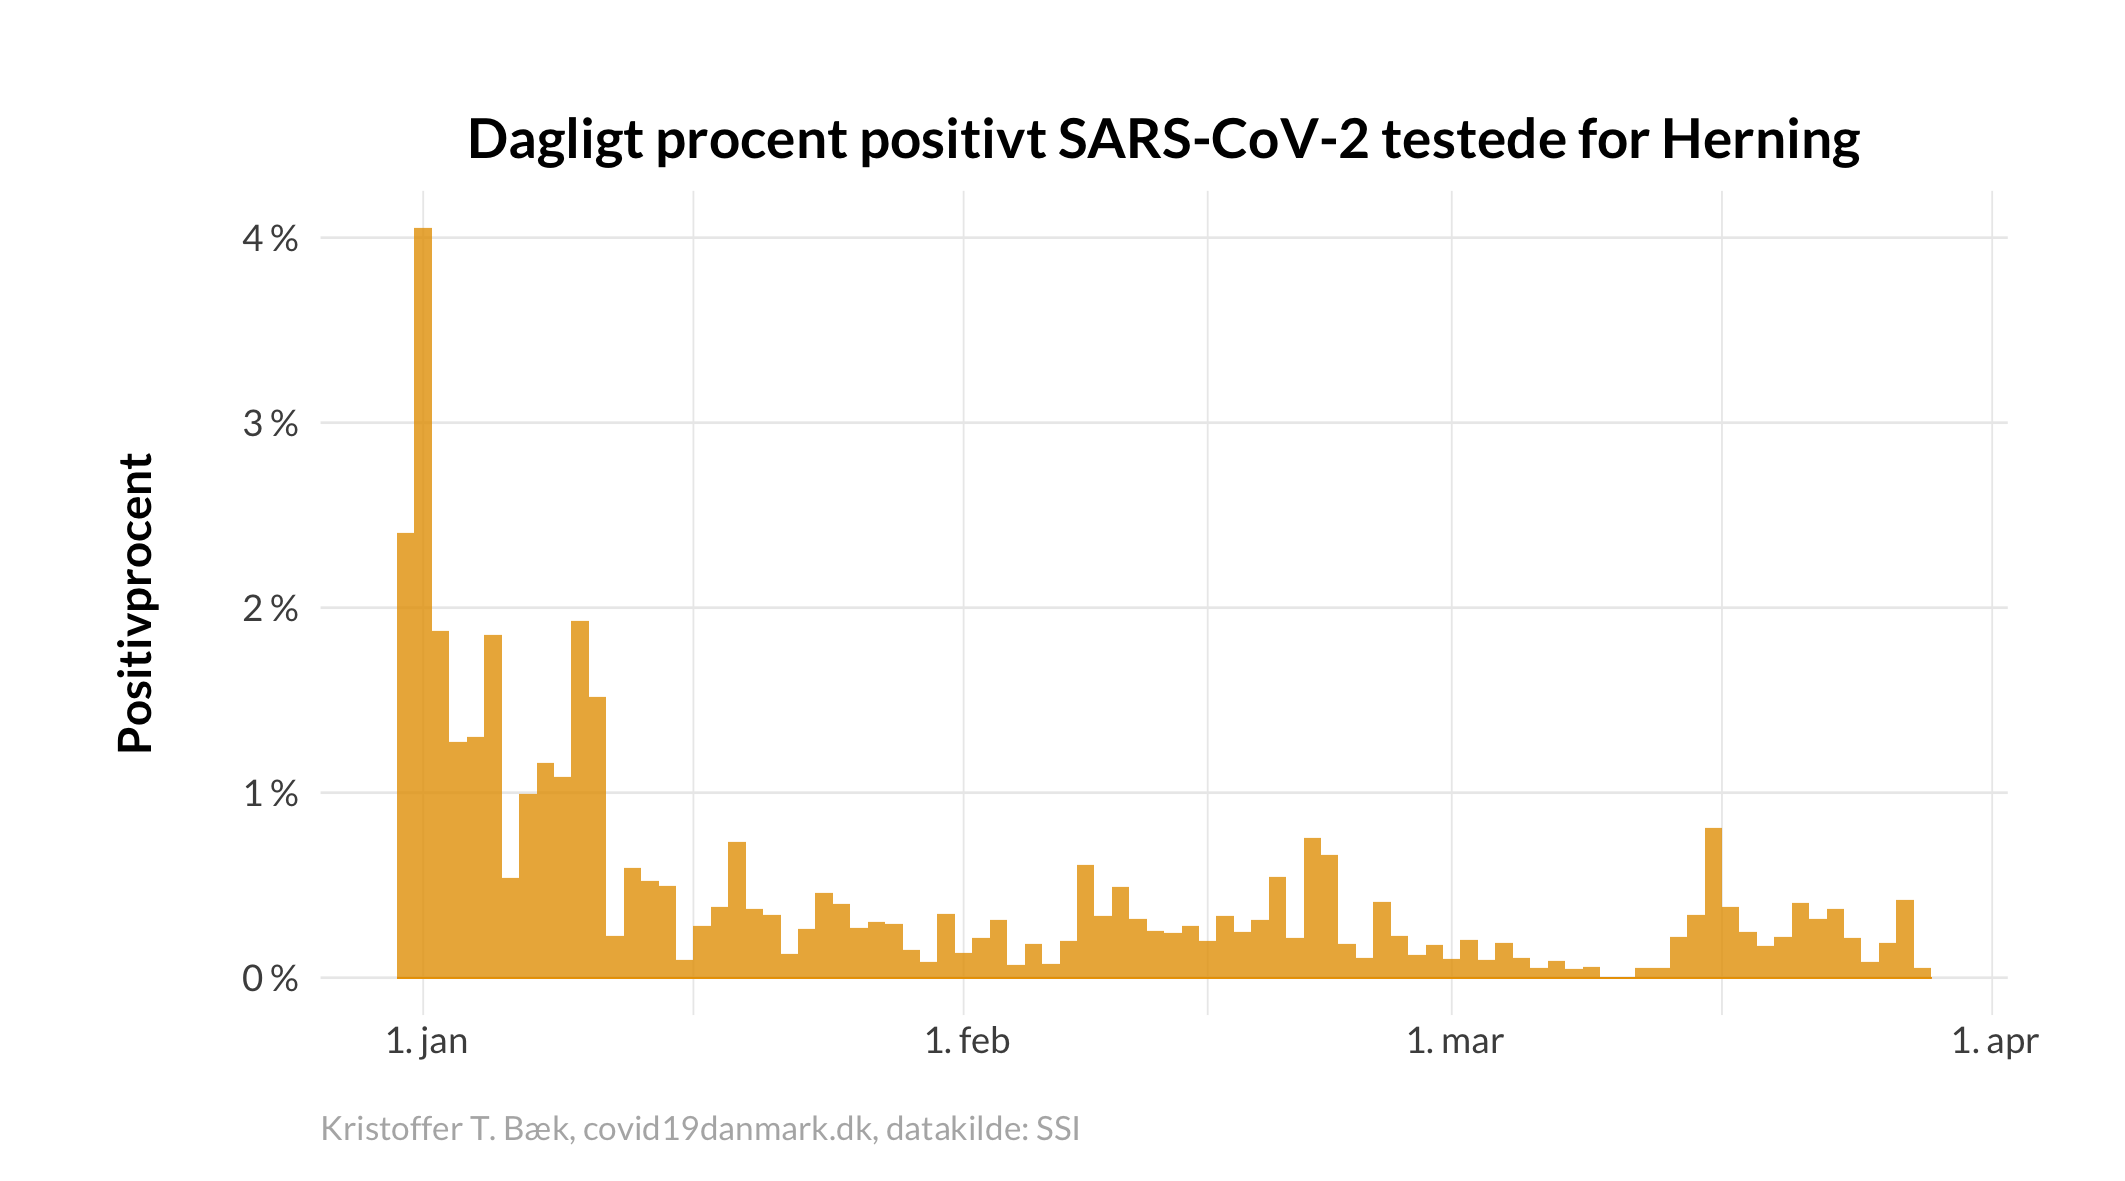 Dagligt procent positivt SARS-CoV-2 testede for Herning
Positivprocent
4 %
3 %
2 %
1 %
0 %
1. jan
1. feb
1. mar
1. apr
Kristoffer T. Bæk, covid19danmark.dk, datakilde: SSI